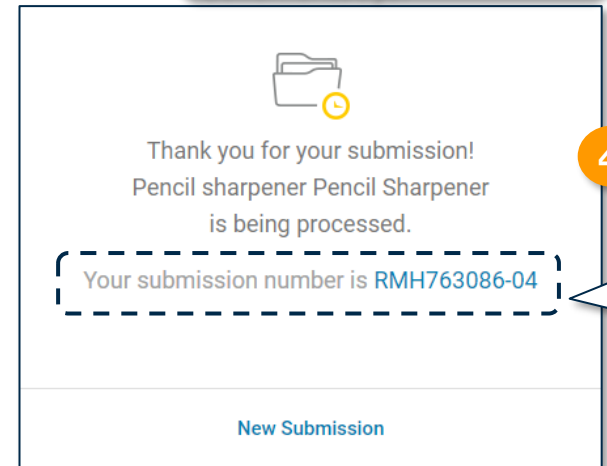 Thank you for your submission!
Pencil sharpener Pencil Sharpener
is being processed.
4
Your submission number is RMH763086-04
New Submission